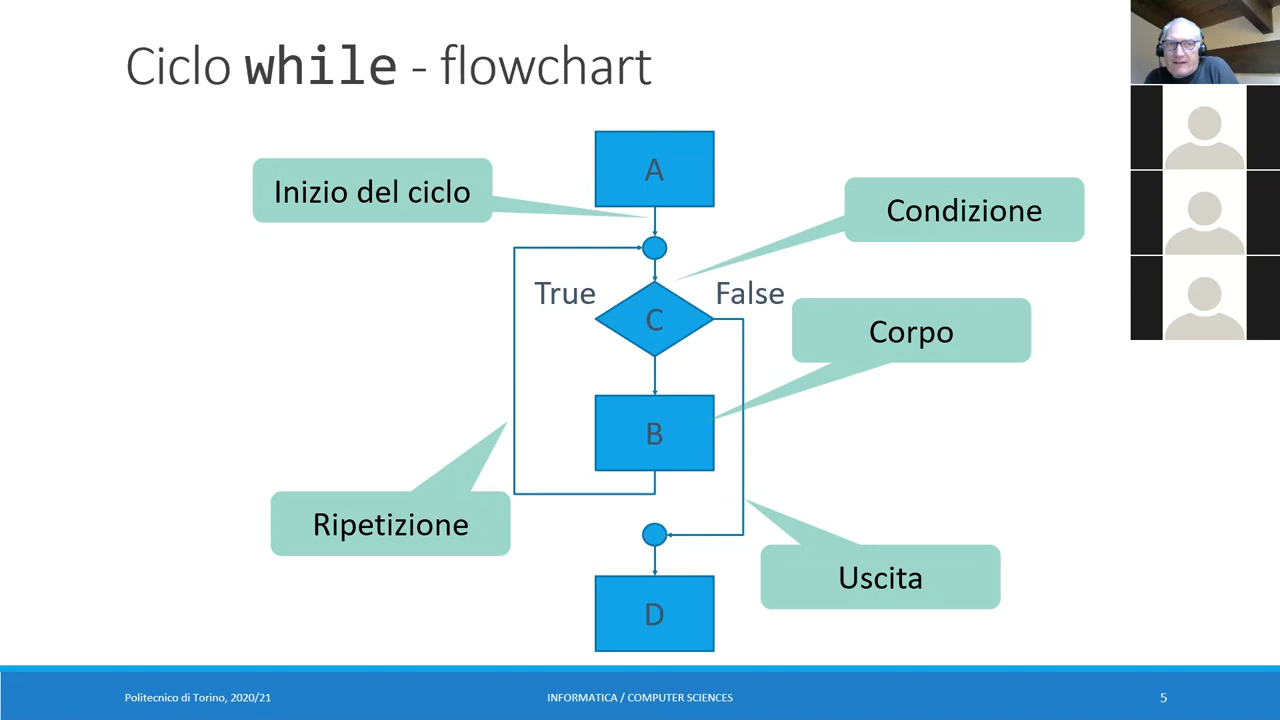 Ciclo while - flowchart
A
Inizio del ciclo
Condizione
True
False
C
Corpo
B
Ripetizione
Uscita
D
Politecnico di Torino, 2020/21
INFORMATICA / COMPUTER SCIENCES
5